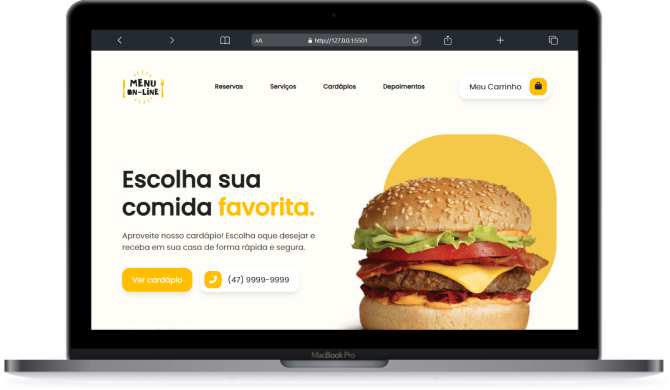 AA
http://127.0.0.1:5501
MENU
ON-LINE
Reservas
Serviços
Cardápios
Depoimentos
Meu Carrinho
Escolha sua
comida favorita.
Aproveite nosso cardápio! Escolha oque desejar e
receba em sua casa de forma rápida e segura.
Ver cardápio
(47) 9999-9999
MacBook Pro